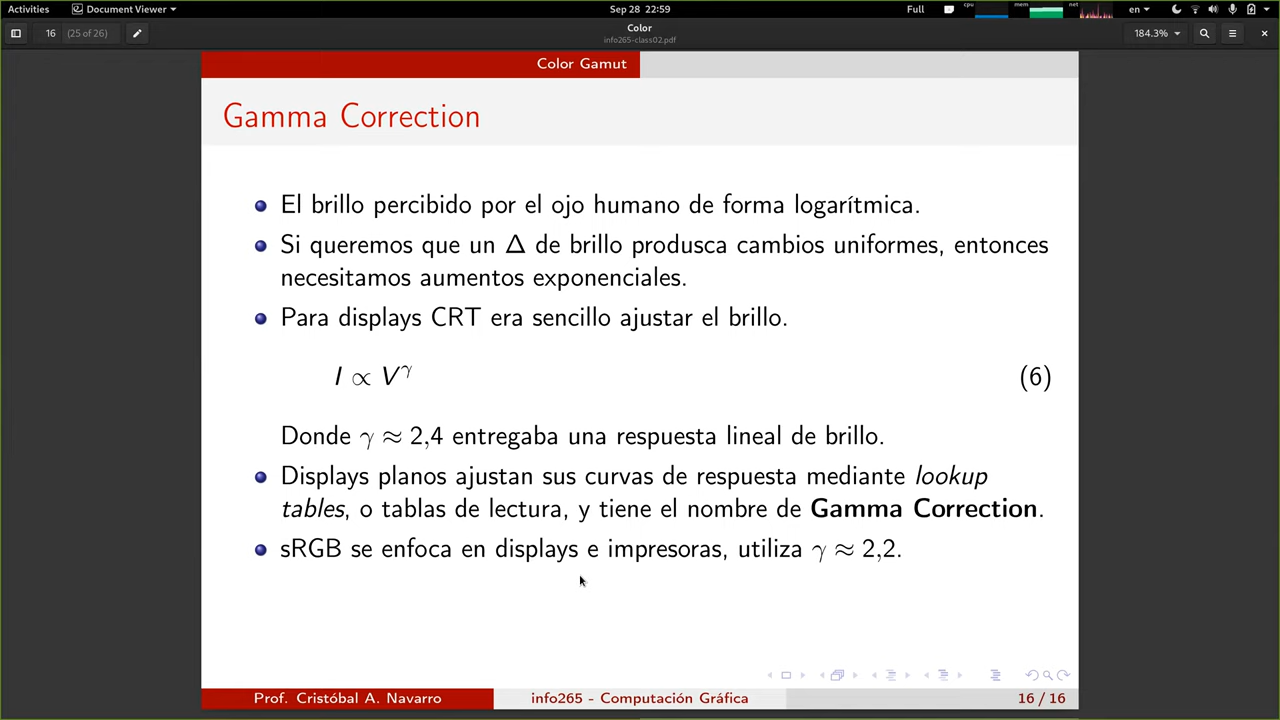 Activities
Document Viewer
Sep 28 22:59
Full
cpu
mem
net
en
16
(25 of 26)
Color
info265-class02.pdf
184.3%
Color Gamut
Gamma Correction
El brillo percibido por el ojo humano de forma logarítmica.
Si queremos que un Δ de brillo produsca cambios uniformes, entonces
necesitamos aumentos exponenciales.
Para displays CRT era sencillo ajustar el brillo.
I ∝ V^γ (6)
Donde γ ≈ 2,4 entregaba una respuesta lineal de brillo.
Displays planos ajustan sus curvas de respuesta mediante lookup
tables, o tablas de lectura, y tiene el nombre de Gamma Correction.
sRGB se enfoca en displays e impresoras, utiliza γ ≈ 2,2.
Prof. Cristóbal A. Navarro
info265 - Computación Gráfica
16 / 16